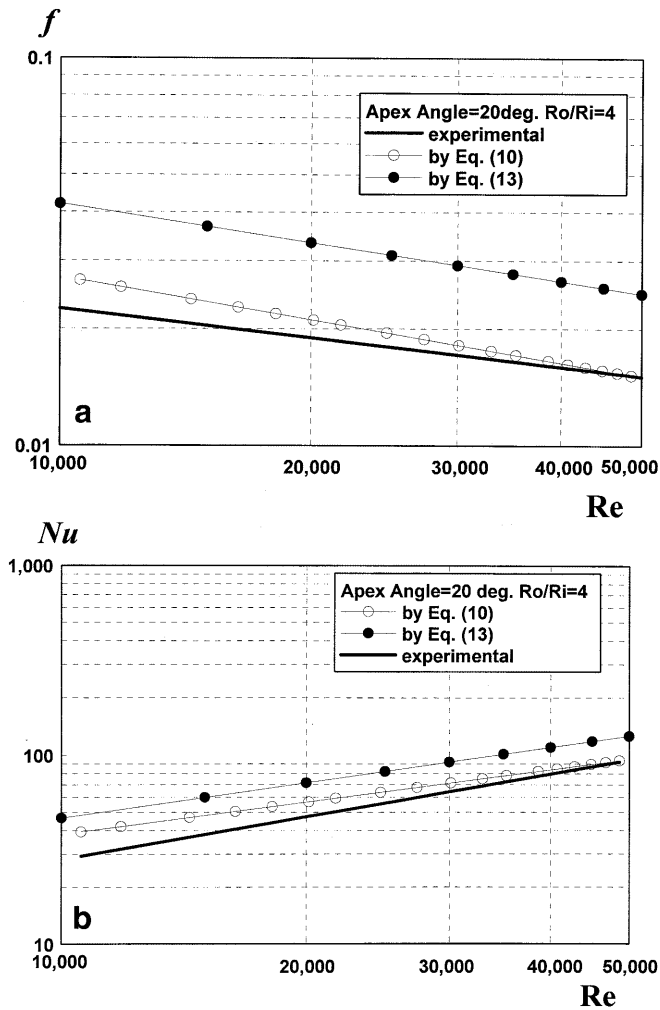 f
0.1
Apex Angle=20deg. Ro/Ri=4
experimental
by Eq. (10)
by Eq. (13)
a
0.01
10,000 20,000 30,000 40,000 50,000
Re
Nu
1,000
Apex Angle=20 deg. Ro/Ri=4
by Eq. (10)
by Eq. (13)
experimental
100
b
10
10,000 20,000 30,000 40,000 50,000
Re